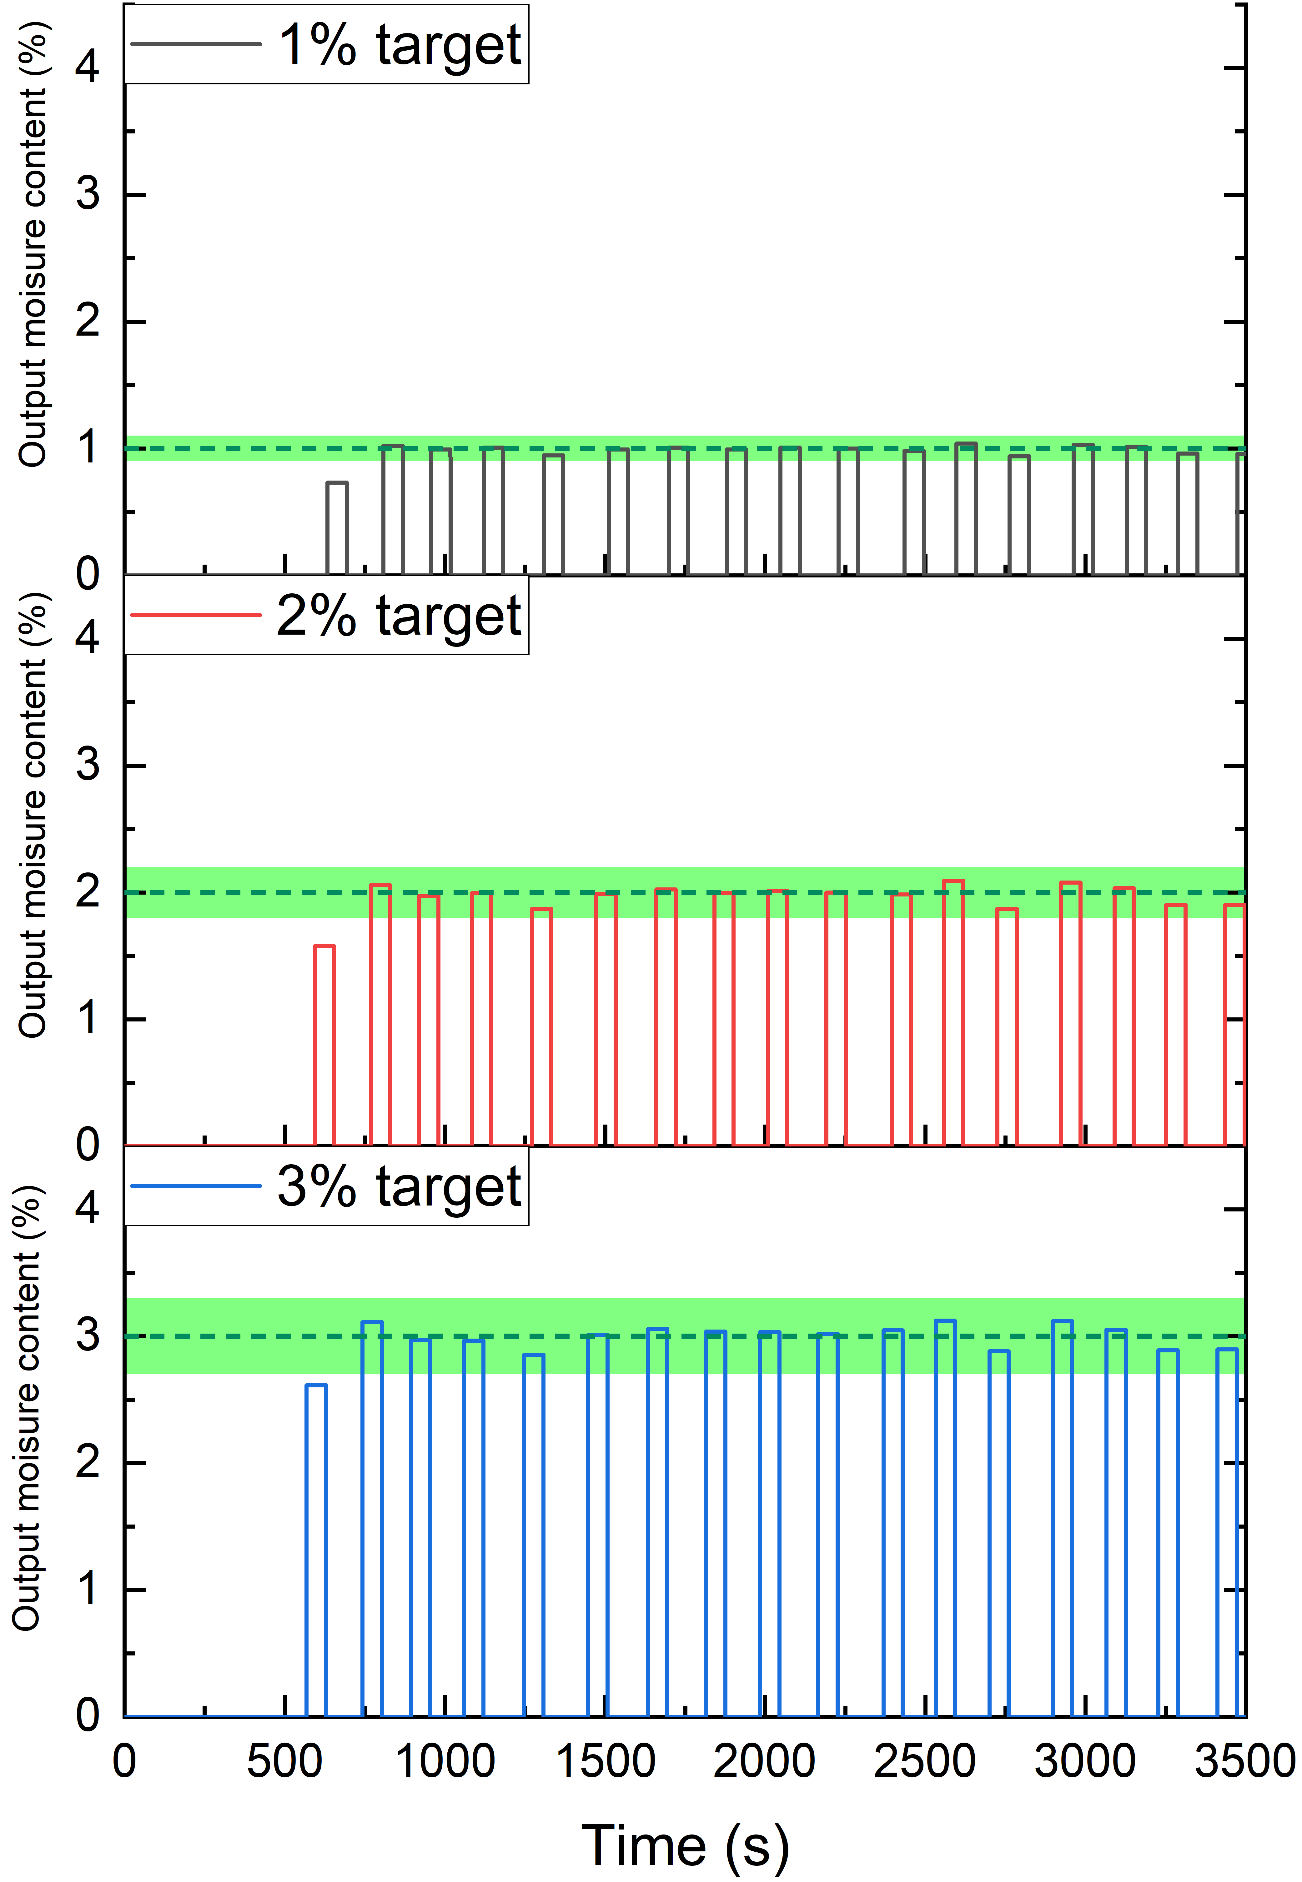 1% target
4
3
2
1
0
Output moisure content (%)
2% target
4
3
2
1
0
Output moisure content (%)
3% target
4
3
2
1
0
Output moisure content (%)
0 500 1000 1500 2000 2500 3000 3500
Time (s)